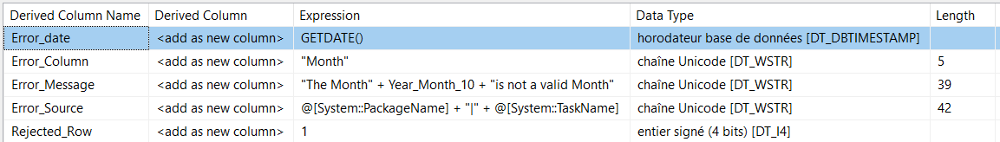 Derived Column Name Derived Column Expression Data Type Length
Error_date <add as new column> GETDATE() horodateur base de données [DT_DBTIMESTAMP]
Error_Column <add as new column> "Month" chaîne Unicode [DT_WSTR] 5
Error_Message <add as new column> "The Month" + Year_Month_10 + "is not a valid Month" chaîne Unicode [DT_WSTR] 39
Error_Source <add as new column> @[System::PackageName] + "|" + @[System::TaskName] chaîne Unicode [DT_WSTR] 42
Rejected_Row <add as new column> 1 entier signé (4 bits) [DT_I4]